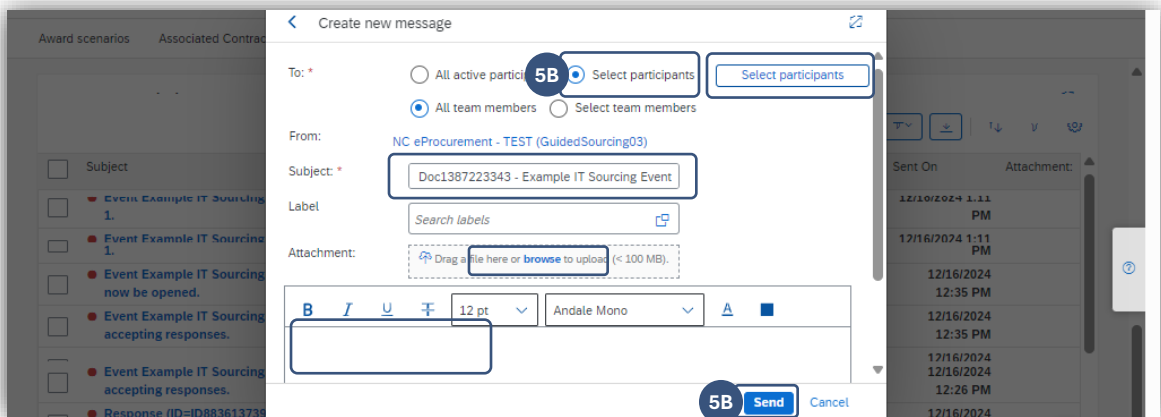 Create new message
Award scenarios Associated Contrac
To: * All active partici 5B Select participants Select participants
All team members Select team members
From: NC eProcurement - TEST (GuidedSourcing03)
Subject: * Doc1387223343 - Example IT Sourcing Event
Label Search labels
Attachment: Drag a file here or browse to upload (< 100 MB).
B I U T 12 pt Andale Mono A
Subject Sent On Attachment:
Event Example IT Sourcing 12/16/2024 1:11
1. PM
Event Example IT Sourcing 12/16/2024 1:11
1. PM
Event Example IT Sourcing 12/16/2024
now be opened. 12:35 PM
Event Example IT Sourcing 12/16/2024
accepting responses. 12:35 PM
12/16/2024
Event Example IT Sourcing 12/16/2024
accepting responses. 12:26 PM
Response (ID=ID883613739 12/16/2024
5B Send Cancel